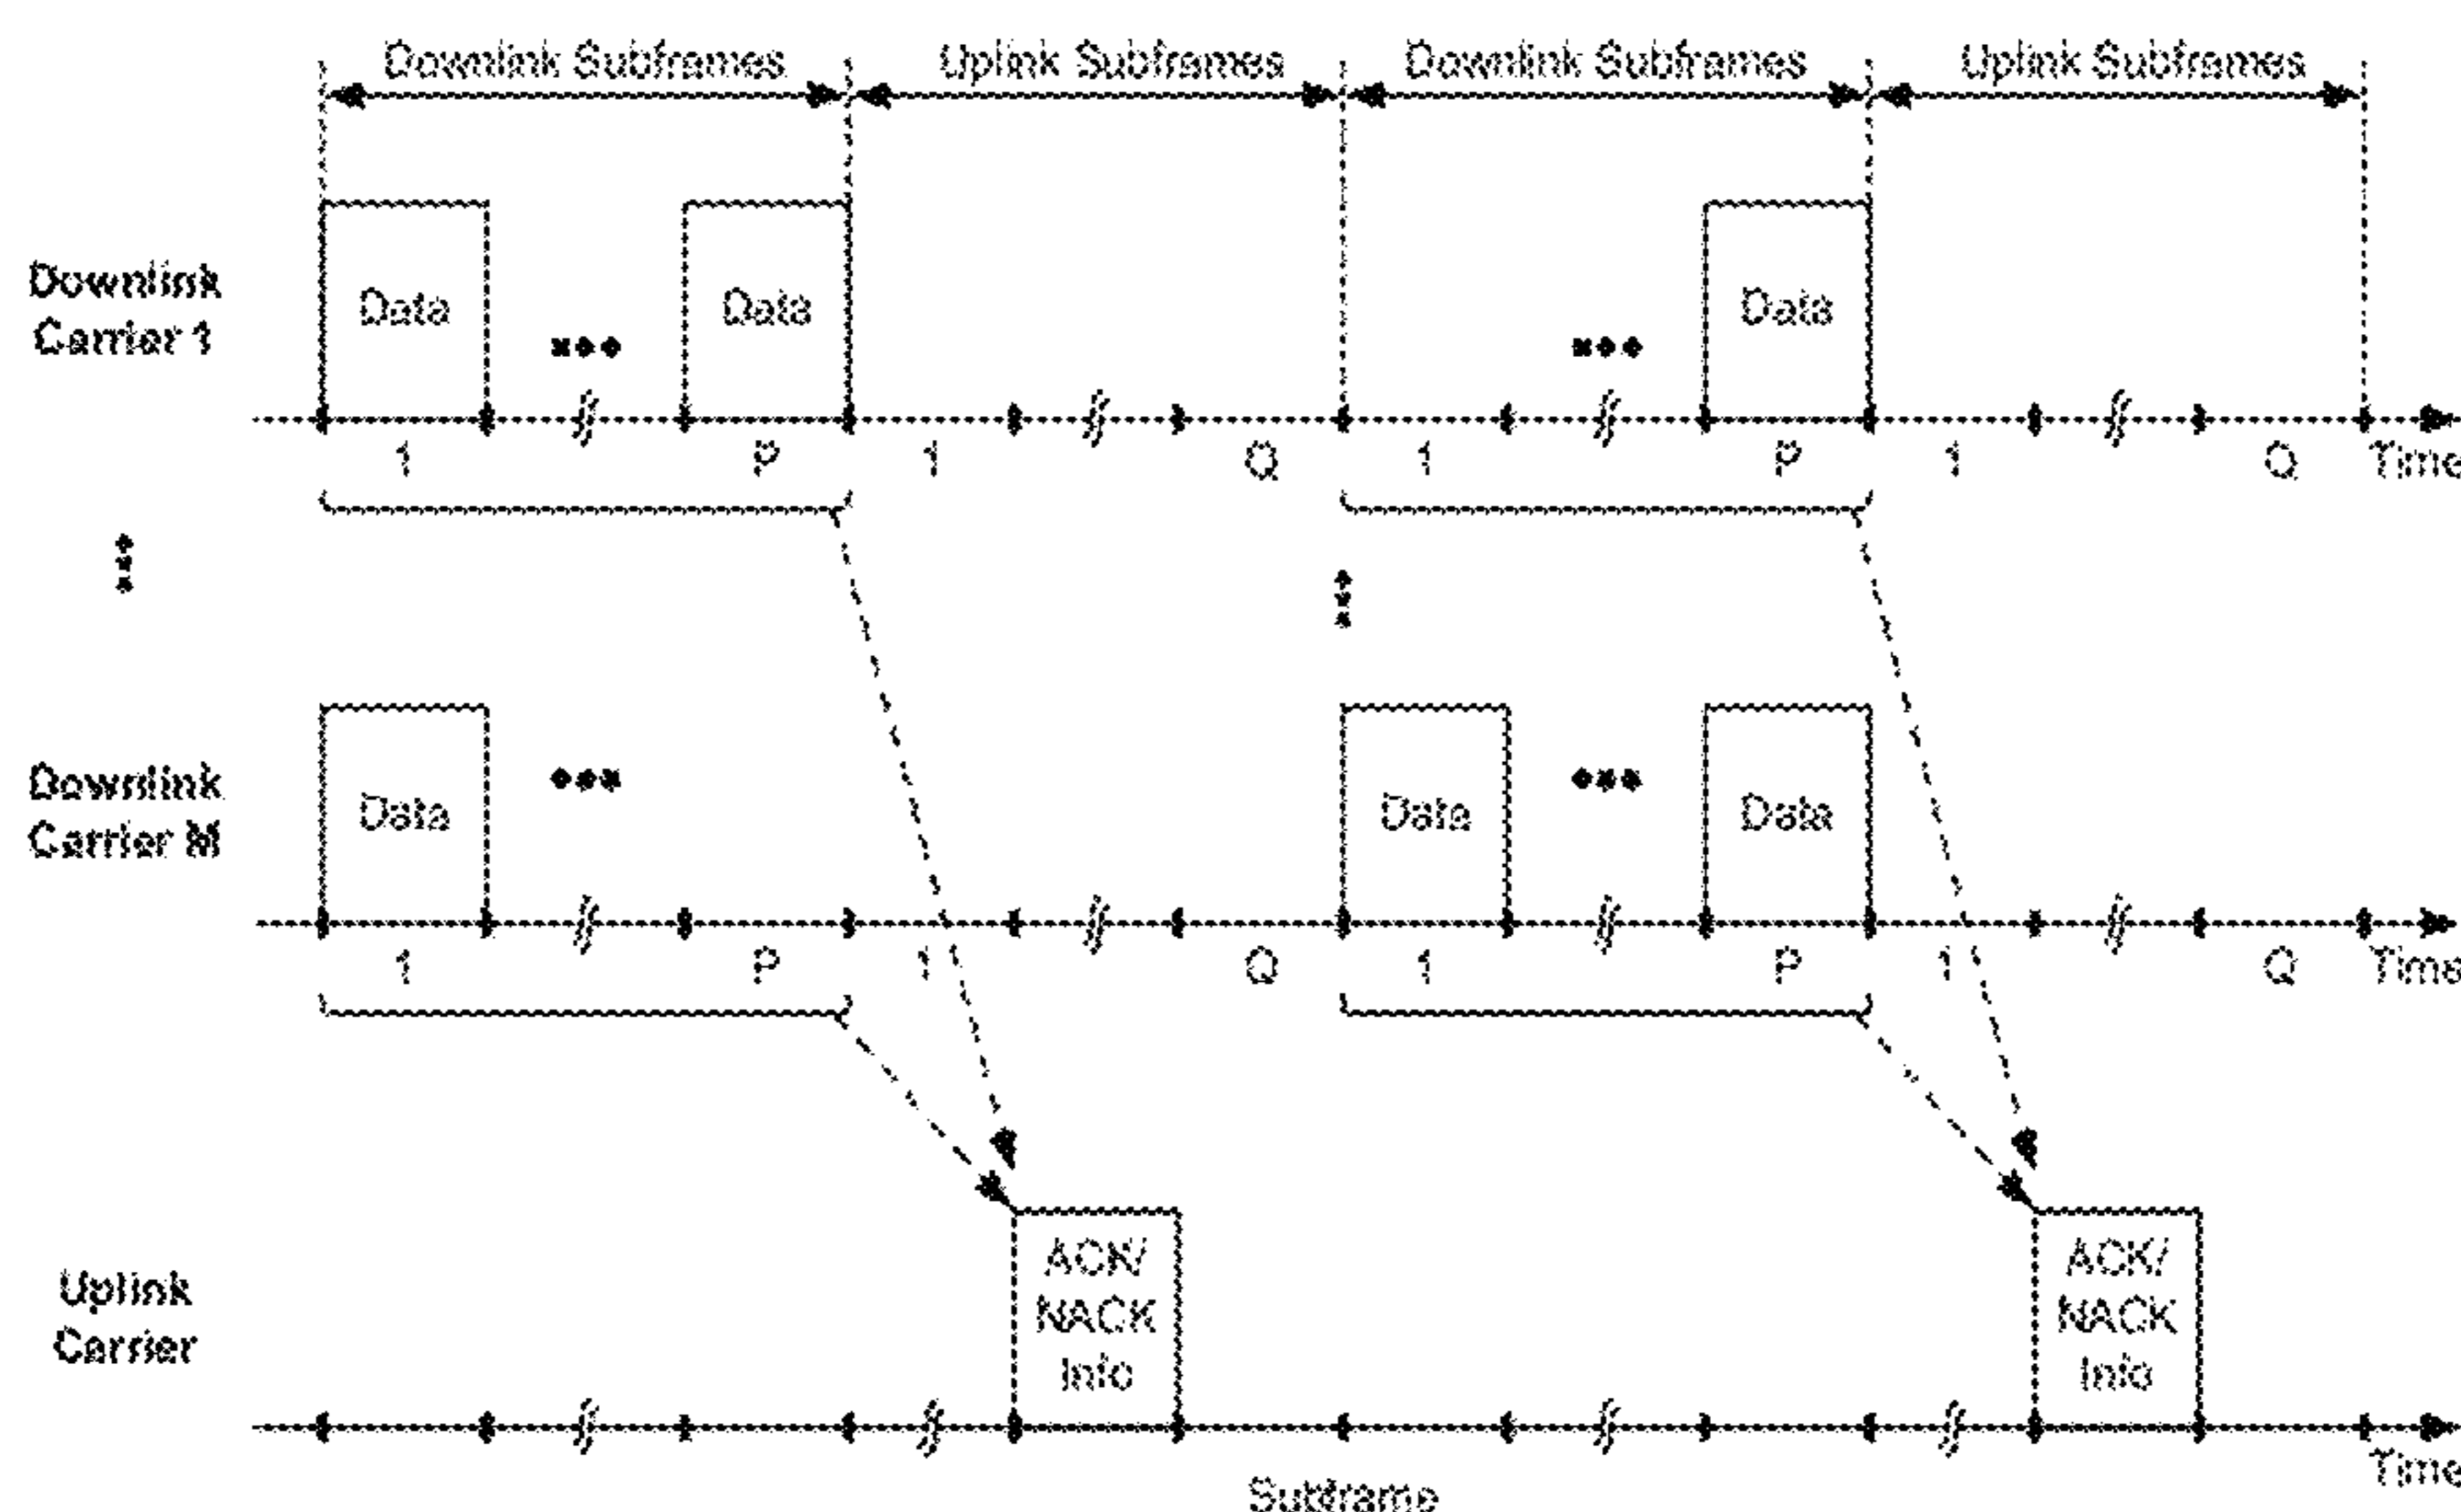 Downlink Subframes Uplink Subframes Downlink Subframes Uplink Subframes
Downlink
Carrier 1
Data Data Data
1 P 1 Q 1 P 1 Q Time
Downlink
Carrier M
Data Data Data
1 P 1 Q 1 P 1 Q Time
Uplink
Carrier
ACK/
NACK
Info
ACK/
NACK
Info
Time
Subframe